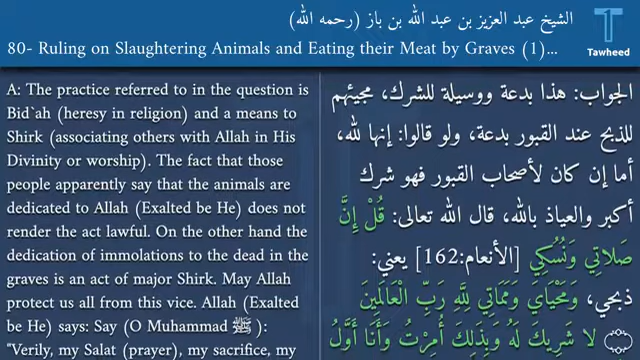 الشيخ عبد العزيز بن عبد الله بن باز (رحمه الله)
80- Ruling on Slaughtering Animals and Eating their Meat by Graves (1)...
Tawheed
A: The practice referred to in the question is
Bid`ah (heresy in religion) and a means to
Shirk (associating others with Allah in His
Divinity or worship). The fact that those
people apparently say that the animals are
dedicated to Allah (Exalted be He) does not
render the act lawful. On the other hand the
dedication of immolations to the dead in the
graves is an act of major Shirk. May Allah
protect us all from this vice. Allah (Exalted
be He) says: Say (O Muhammad ﷺ ):
"Verily, my Salat (prayer), my sacrifice, my
الجواب: هذا بدعة ووسيلة للشرك، مجيئهم
للذبح عند القبور بدعة، ولو قالوا: إنها لله،
أما إن كان لأصحاب القبور فهو شرك
أكبر والعياذ بالله، قال الله تعالى: قُلْ إِنَّ
صَلاتِي وَنُسُكِي [الأنعام:162] يعني:
ذبحي، وَمَحْيَايَ وَمَمَاتِي لِلَّهِ رَبِّ الْعَالَمِينَ
لا شَرِيكَ لَهُ وَبِذَلِكَ أُمِرْتُ وَأَنَا أَوَّلُ